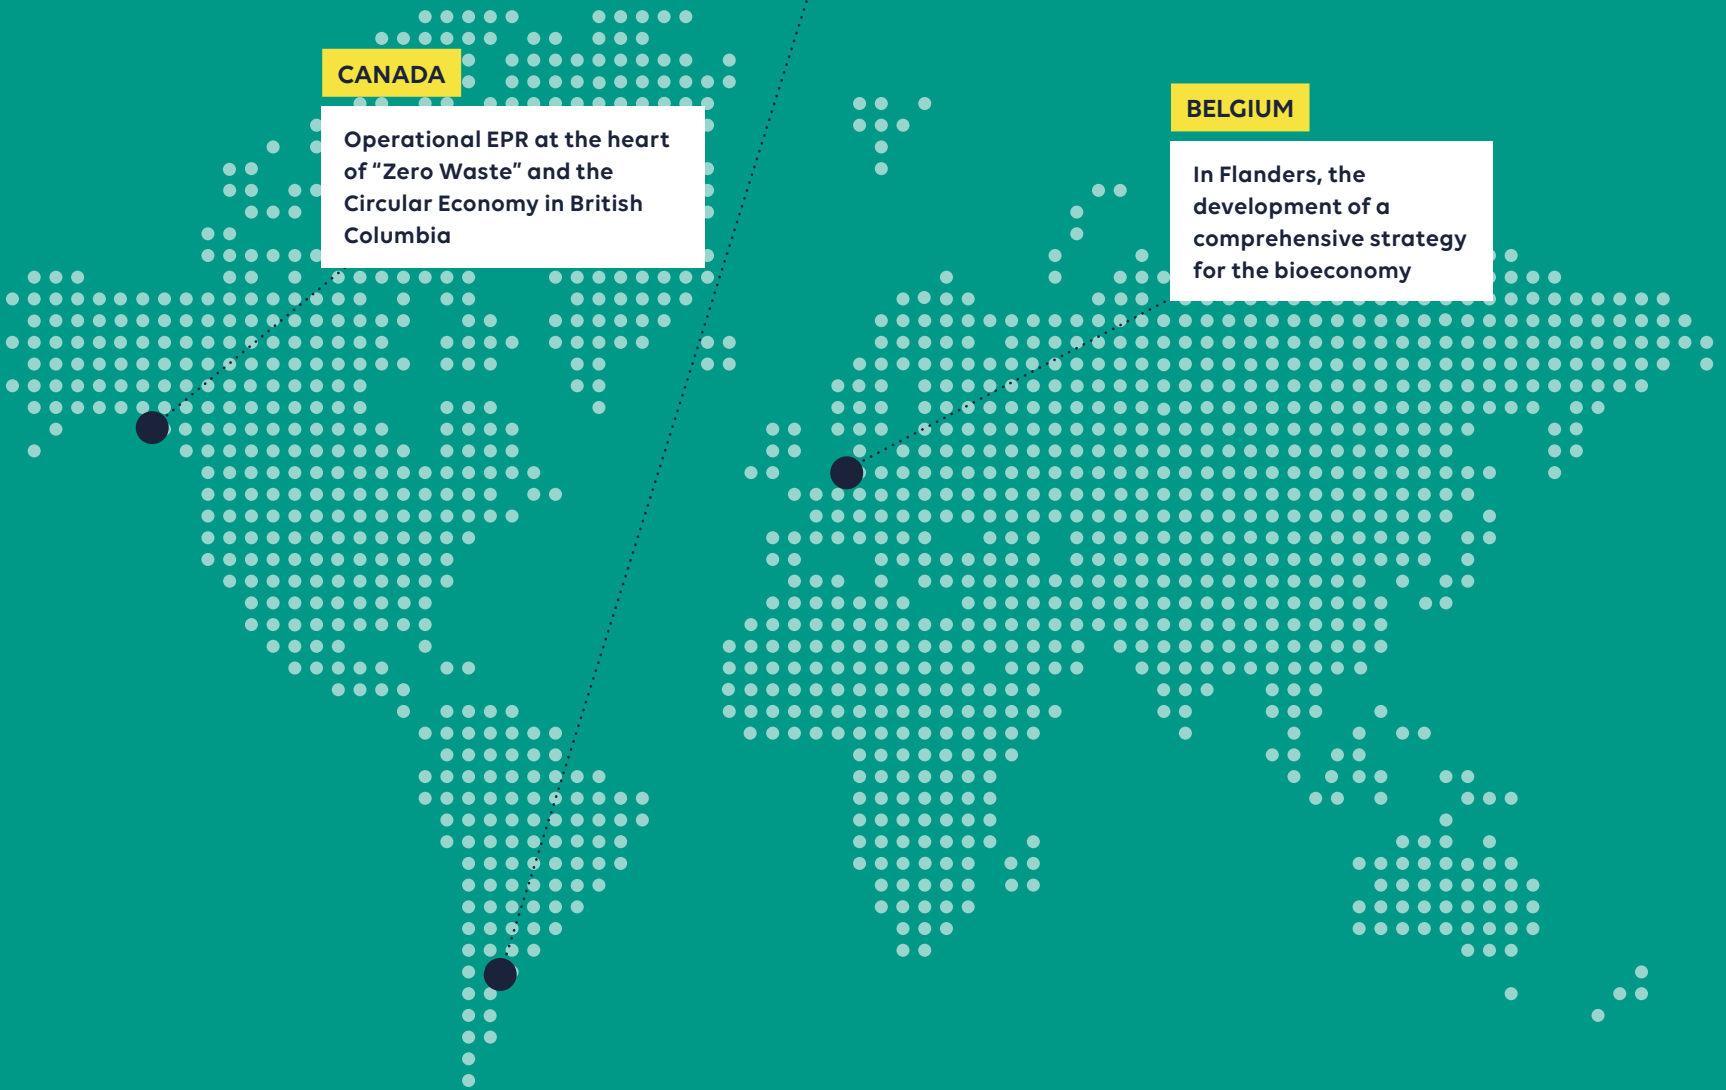 CANADA
Operational EPR at the heart
of “Zero Waste” and the
Circular Economy in British
Columbia
BELGIUM
In Flanders, the
development of a
comprehensive strategy
for the bioeconomy